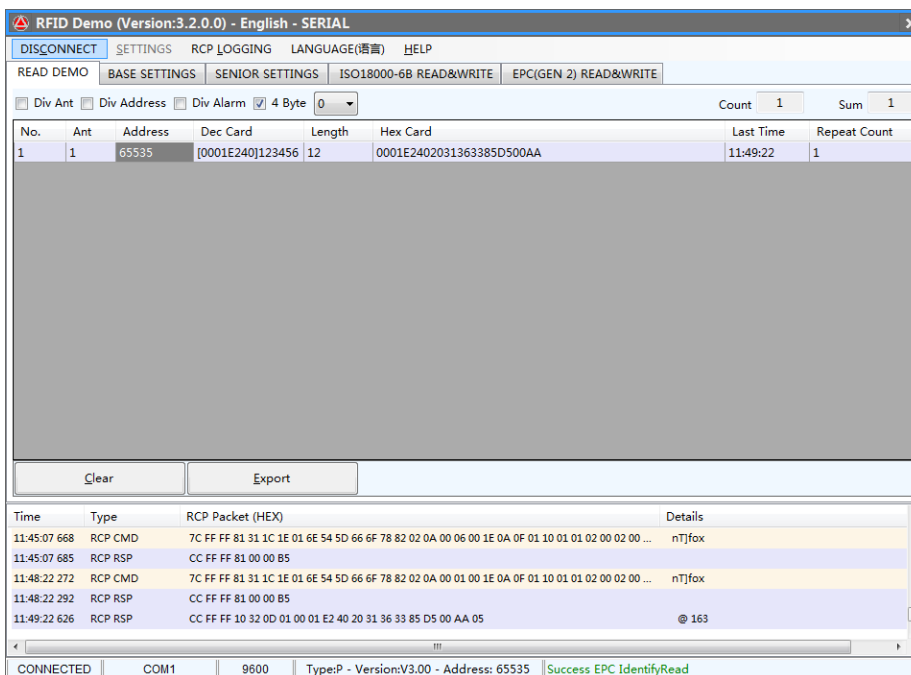 RFID Demo (Version:3.2.0.0) - English - SERIAL
DISCONNECT SETTINGS RCP LOGGING LANGUAGE(语言) HELP
READ DEMO BASE SETTINGS SENIOR SETTINGS ISO18000-6B READ&WRITE EPC(GEN 2) READ&WRITE
Div Ant Div Address Div Alarm 4 Byte 0 Count 1 Sum 1
No. Ant Address Dec Card Length Hex Card Last Time Repeat Count
1 1 65535 [0001E240]123456 12 0001E2402031363385D500AA 11:49:22 1
Clear Export
Time Type RCP Packet (HEX) Details
11:45:07 668 RCP CMD 7C FF FF 81 31 1C 1E 01 6E 54 5D 66 6F 78 82 02 0A 00 06 00 1E 0A 0F 01 10 01 01 02 00 02 00 ... nT]fox
11:45:07 685 RCP RSP CC FF FF 81 00 00 B5
11:48:22 272 RCP CMD 7C FF FF 81 31 1C 1E 01 6E 54 5D 66 6F 78 82 02 0A 00 01 00 1E 0A 0F 01 10 01 01 02 00 02 00 ... nT]fox
11:48:22 292 RCP RSP CC FF FF 81 00 00 B5
11:49:22 626 RCP RSP CC FF FF 10 32 0D 01 00 01 E2 40 20 31 36 33 85 D5 00 AA 05 @ 163
CONNECTED COM1 9600 Type:P - Version:V3.00 - Address: 65535 Success EPC IdentifyRead